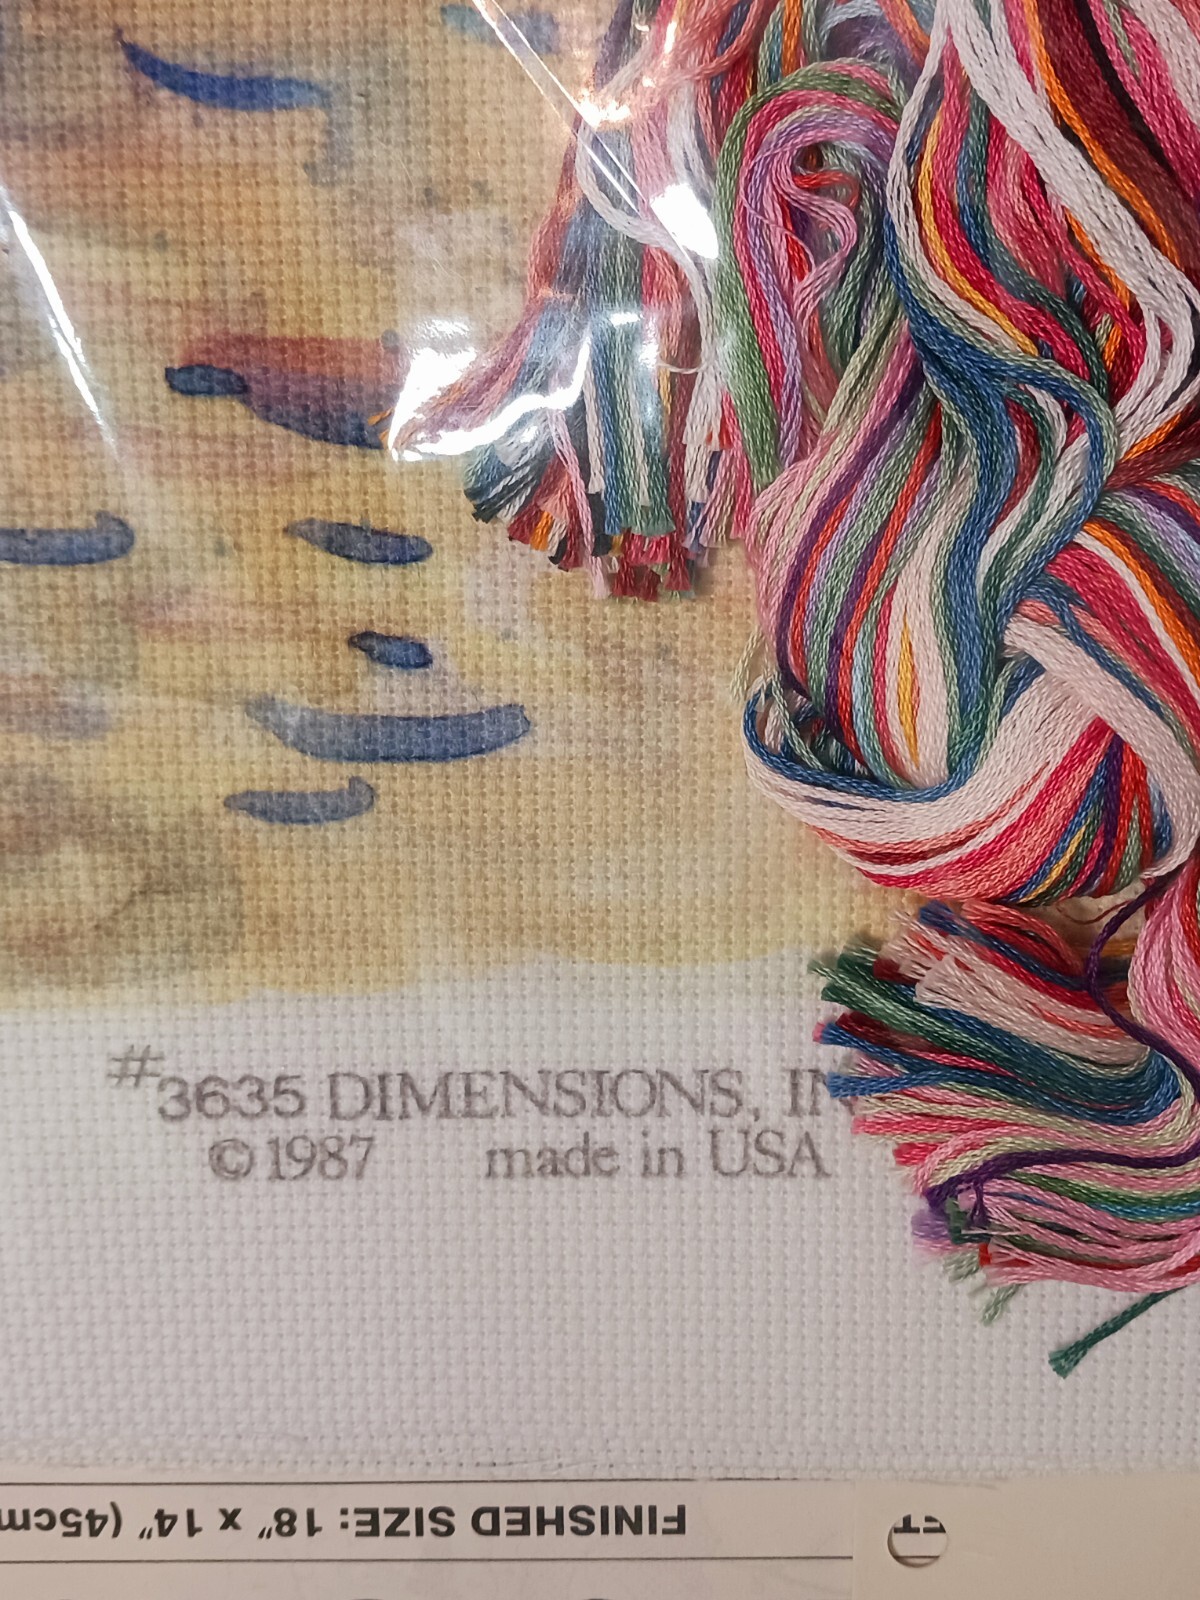 #3635 DIMENSIONS, IN
©1987 made in USA
FINISHED SIZE: 18" x 14" (45cm